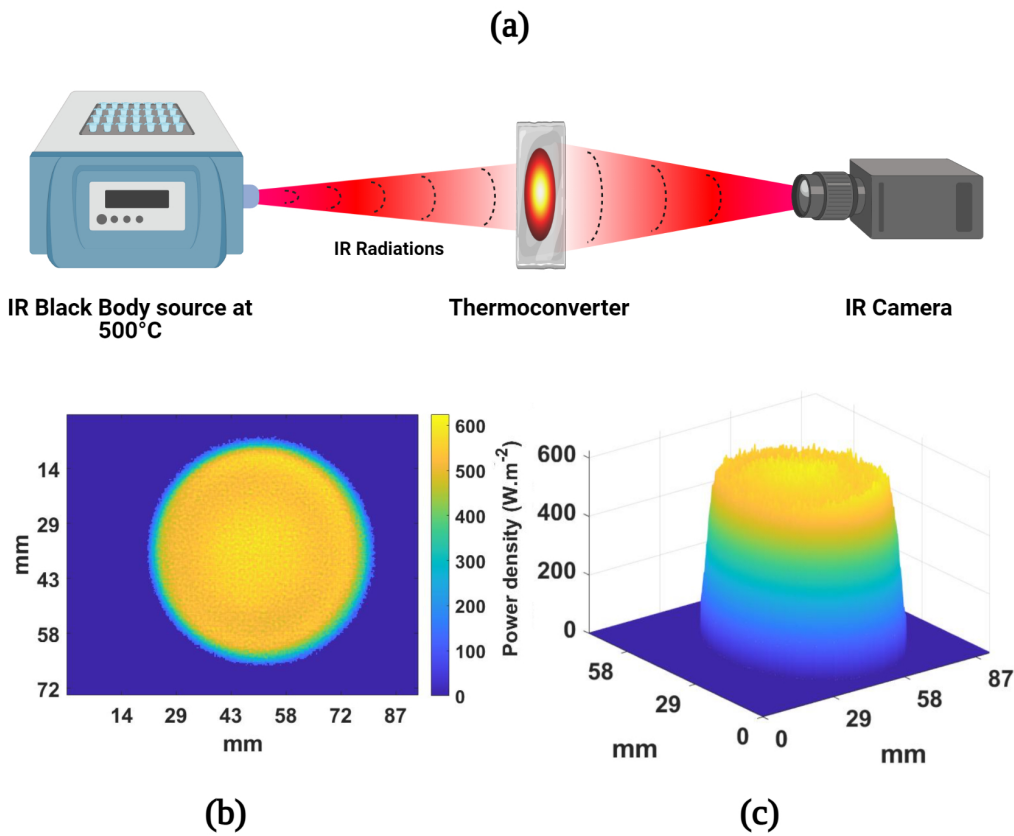 (a)
IR Radiations
IR Black Body source at
500°C
Thermoconverter
IR Camera
14
29
43
58
72
mm
14 29 43 58 72 87
mm
600
500
400
300
200
100
0
Power density (W.m-2)
600
400
200
0
58
29
0
mm
0
29
58
87
mm
(b)
(c)